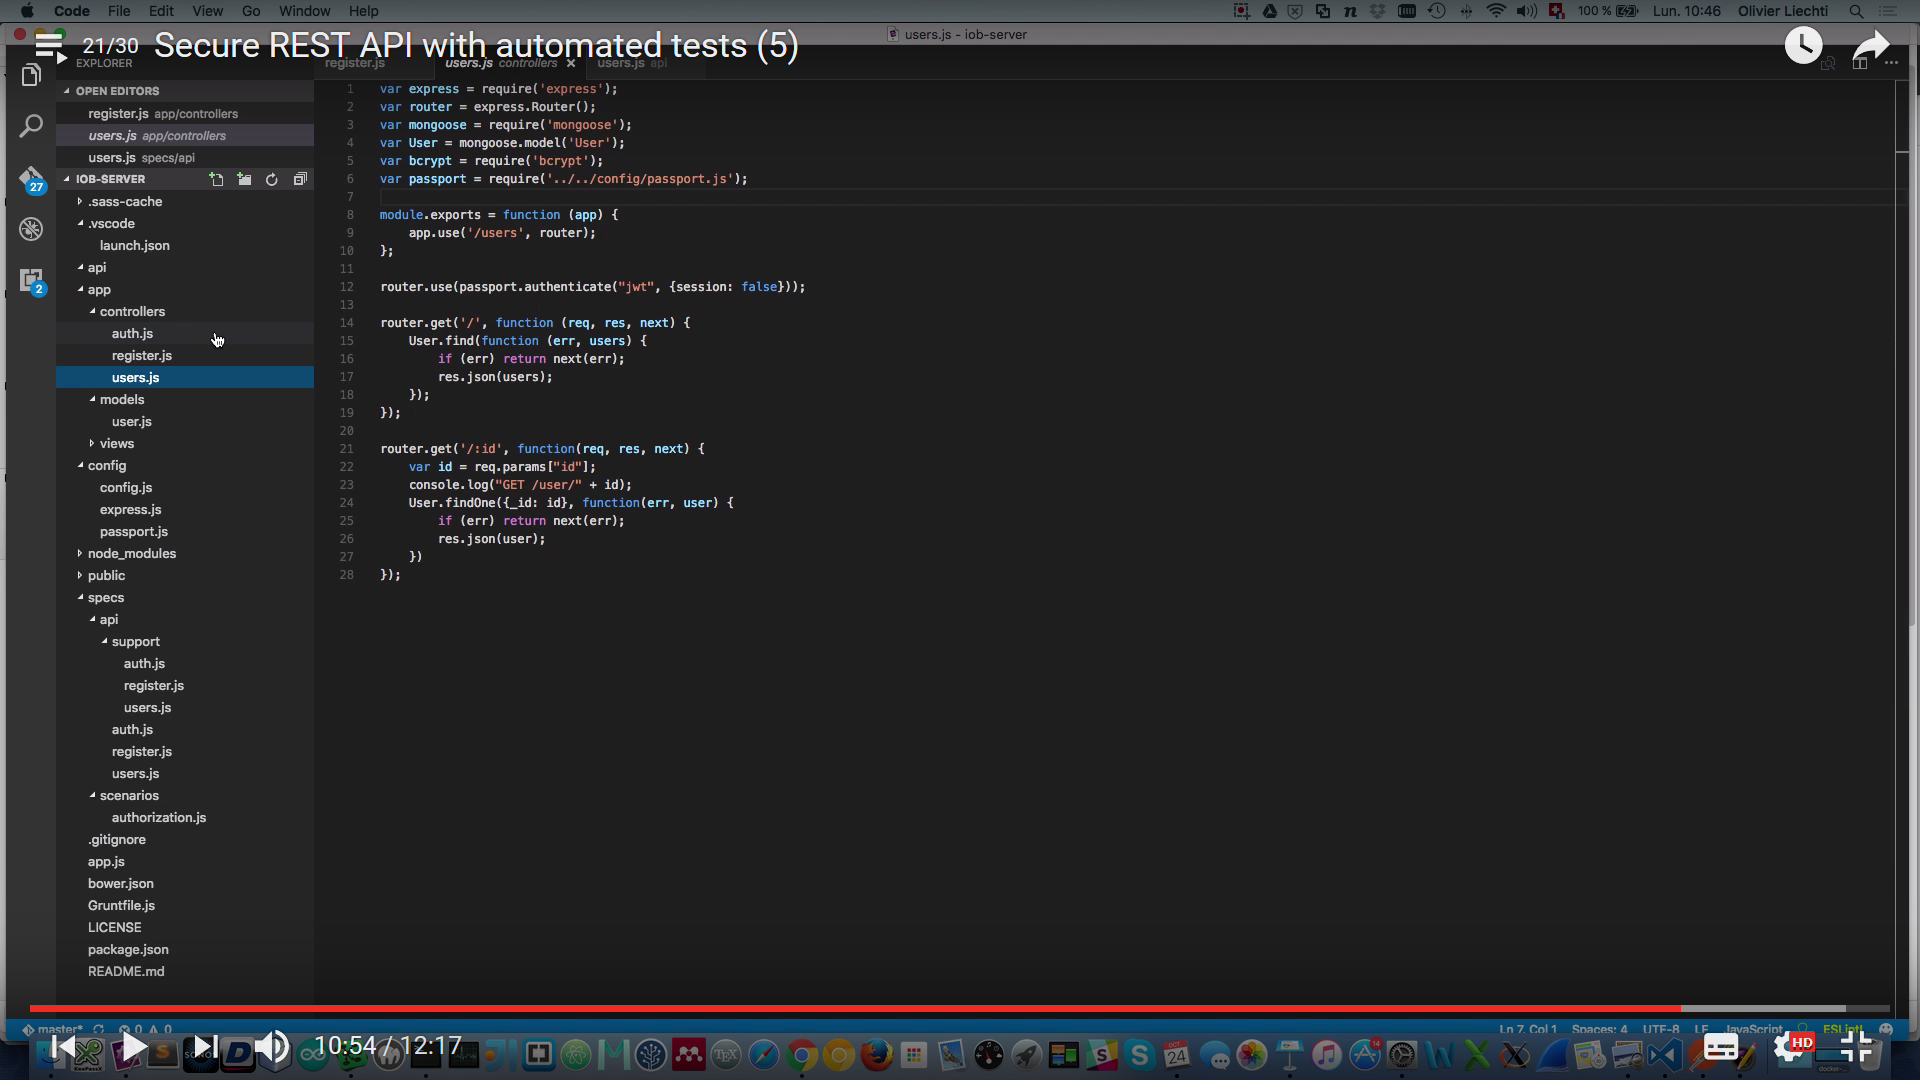 Code File Edit View Go Window Help 100 % Lun. 10:46 Olivier Liechti
users.js - iob-server
21/30 Secure REST API with automated tests (5)
EXPLORER
register.js users.js controllers users.js api
OPEN EDITORS
register.js app/controllers
users.js app/controllers
users.js specs/api
IOB-SERVER
.sass-cache
.vscode
launch.json
api
app
controllers
auth.js
register.js
users.js
models
user.js
views
config
config.js
express.js
passport.js
node_modules
public
specs
api
support
auth.js
register.js
users.js
auth.js
register.js
users.js
scenarios
authorization.js
.gitignore
app.js
bower.json
Gruntfile.js
LICENSE
package.json
README.md
27
2
1 var express = require('express');
2 var router = express.Router();
3 var mongoose = require('mongoose');
4 var User = mongoose.model('User');
5 var bcrypt = require('bcrypt');
6 var passport = require('../../config/passport.js');
7
8 module.exports = function (app) {
9     app.use('/users', router);
10 };
11
12 router.use(passport.authenticate("jwt", {session: false}));
13
14 router.get('/', function (req, res, next) {
15     User.find(function (err, users) {
16         if (err) return next(err);
17         res.json(users);
18     });
19 });
20
21 router.get('/:id', function(req, res, next) {
22     var id = req.params["id"];
23     console.log("GET /user/" + id);
24     User.findOne({_id: id}, function(err, user) {
25         if (err) return next(err);
26         res.json(user);
27     })
28 });
master* 0 0 Ln 7, Col 1 Spaces: 4 UTF-8 LF JavaScript ESLint!
10:54 / 12:17
HD
OCT
24
14